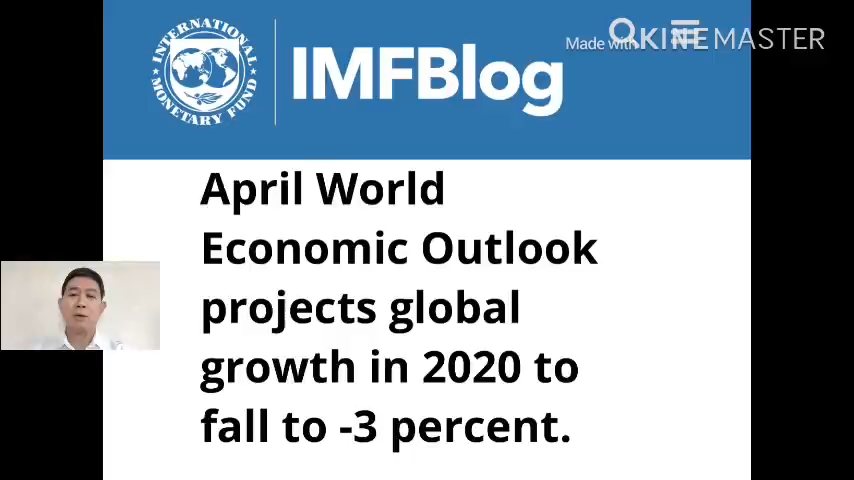 INTERNATIONAL
MONETARY FUND
IMFBlog
Made with KINEMASTER
April World
Economic Outlook
projects global
growth in 2020 to
fall to -3 percent.